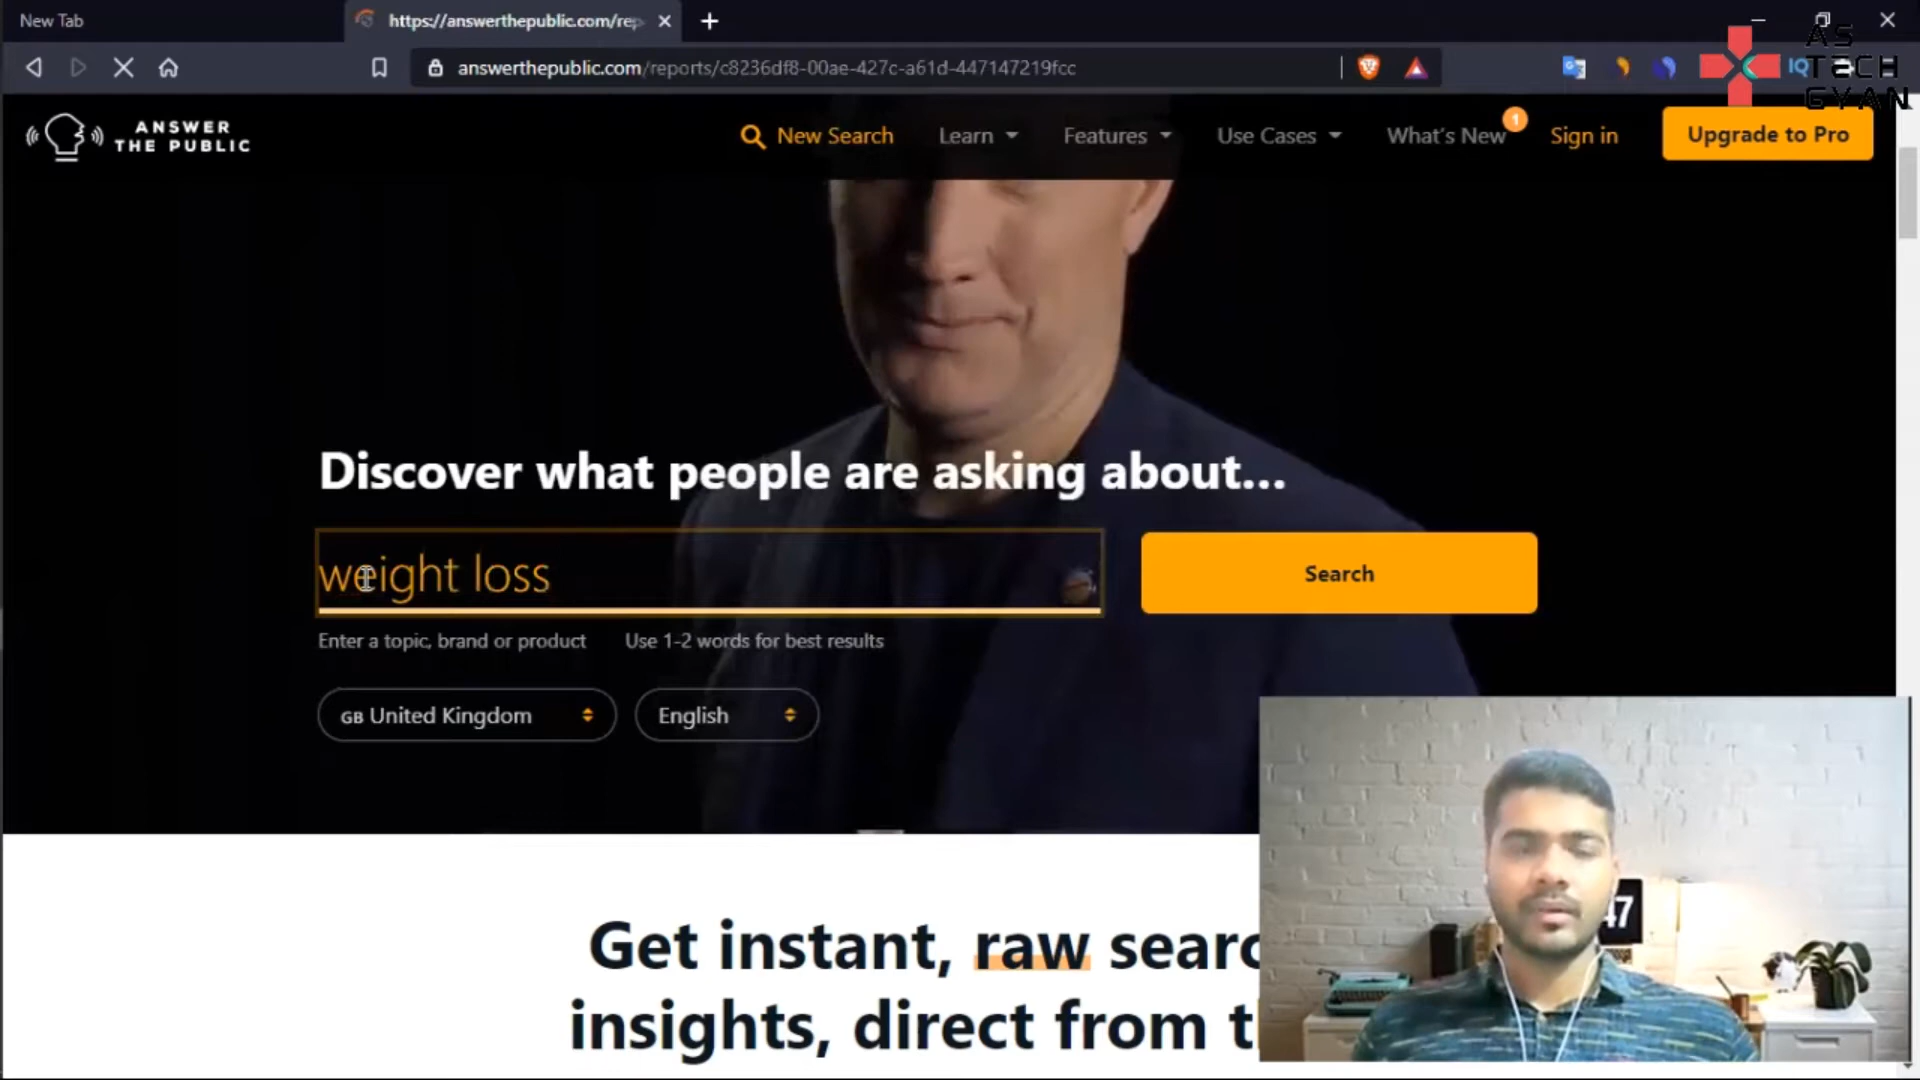 New Tab
https://answerthepublic.com/rep
answerthepublic.com/reports/c8236df8-00ae-427c-a61d-447147219fcc
IQ
AS
TECH
GYAN
ANSWER
THE PUBLIC
New Search
Learn
Features
Use Cases
What's New
1
Sign in
Upgrade to Pro
Discover what people are asking about...
weight loss
Search
Enter a topic, brand or product
Use 1-2 words for best results
GB United Kingdom
English
Get instant, raw searc
insights, direct from t
47